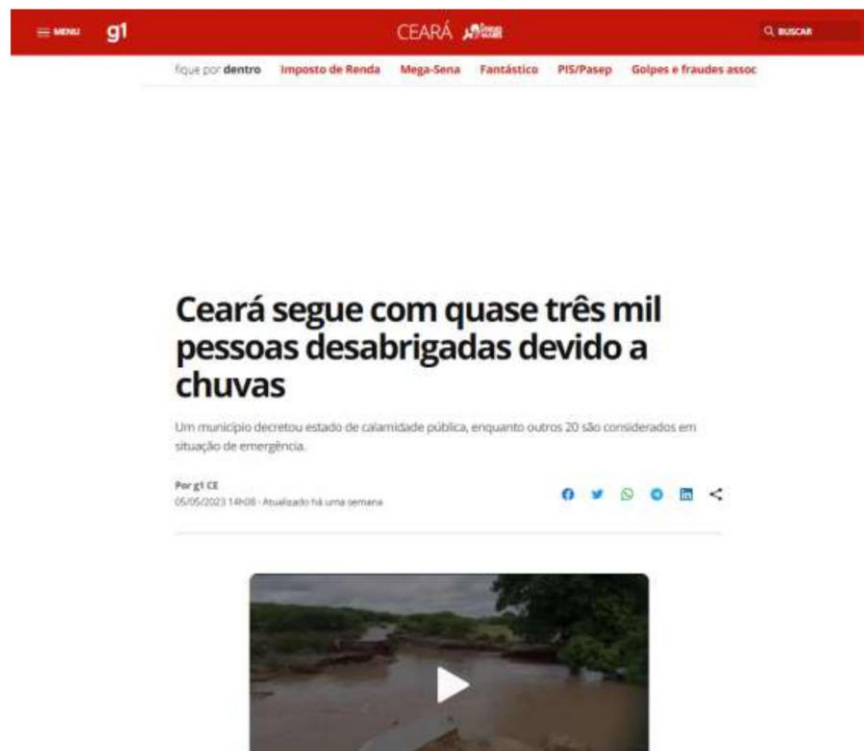 MENU g1 CEARÁ BUSCAR
fique por dentro Imposto de Renda Mega-Sena Fantástico PIS/Pasep Golpes e fraudes assoc
Ceará segue com quase três mil
pessoas desabrigadas devido a
chuvas
Um município decretou estado de calamidade pública, enquanto outros 20 são considerados em
situação de emergência.
Por g1 CE
05/05/2023 14h08 · Atualizado há uma semana